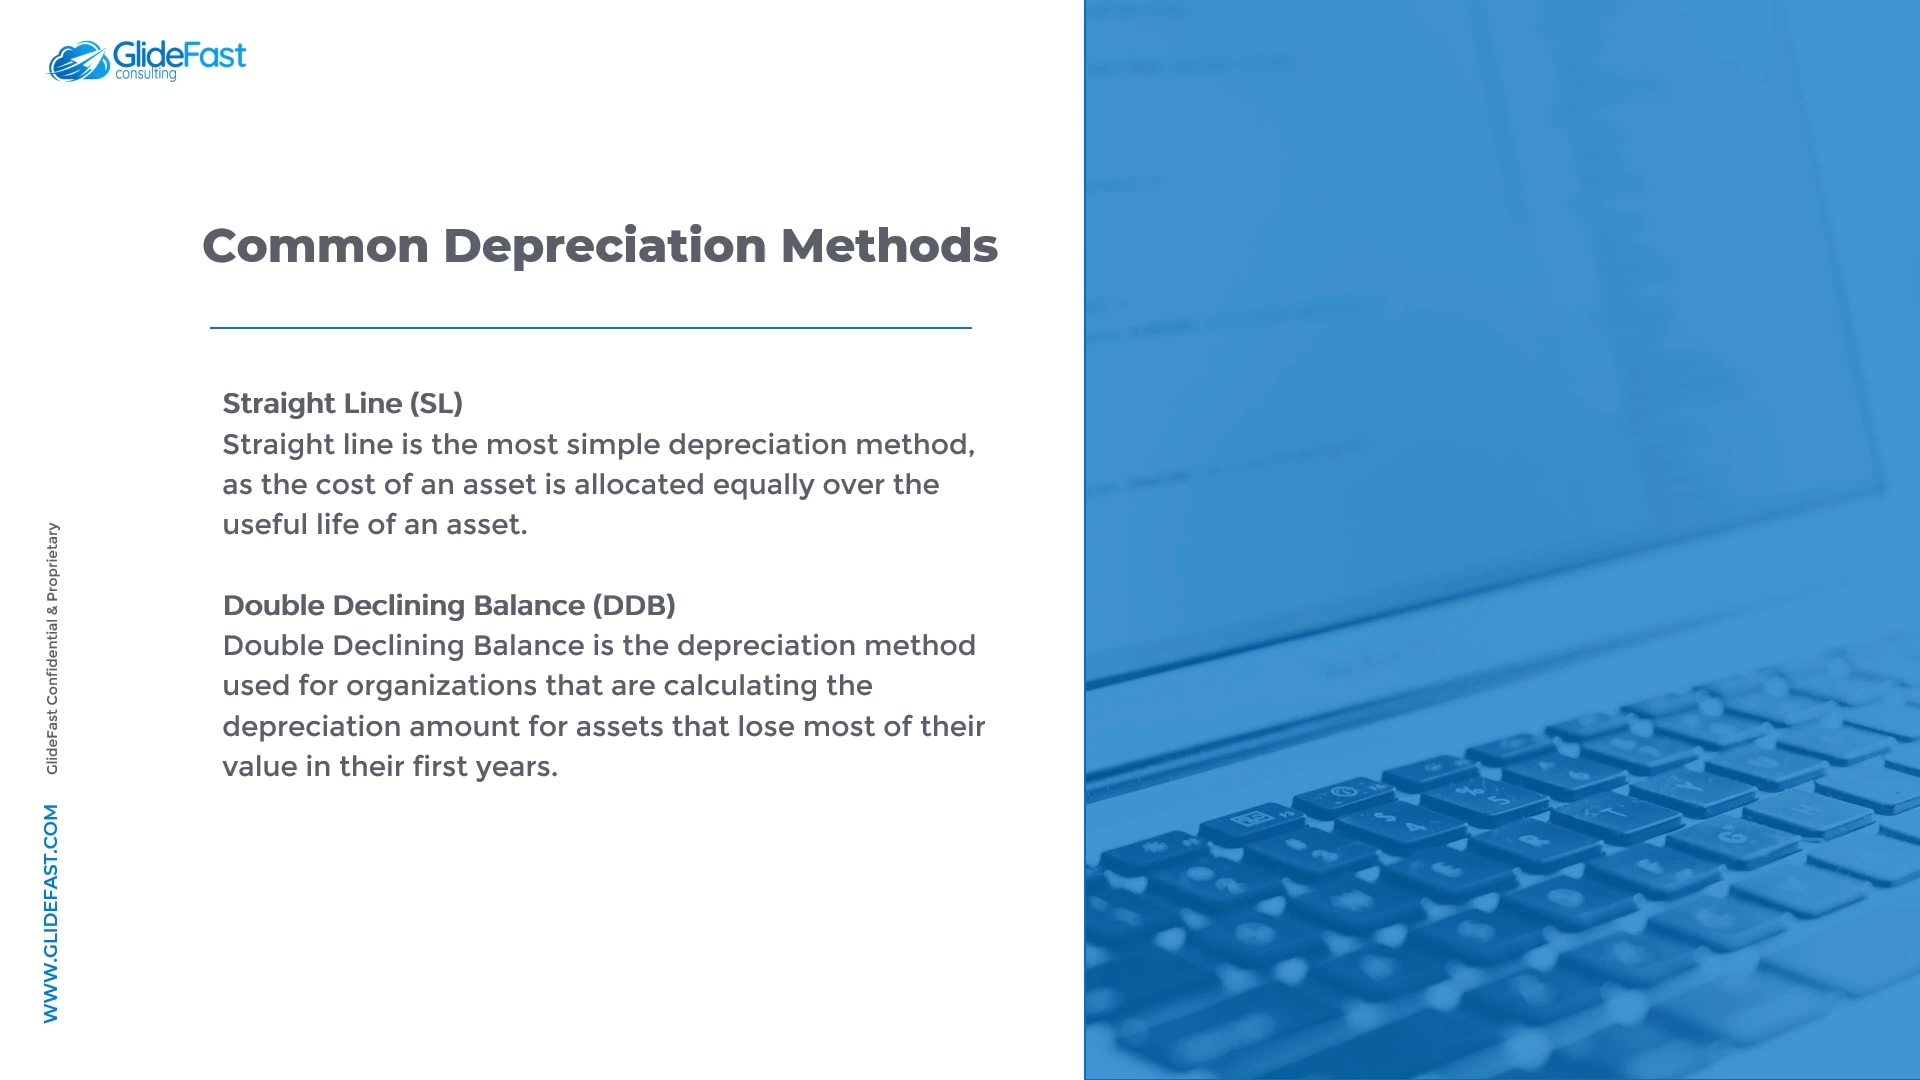 GlideFast
consulting
Common Depreciation Methods
Straight Line (SL)
Straight line is the most simple depreciation method,
as the cost of an asset is allocated equally over the
useful life of an asset.
Double Declining Balance (DDB)
Double Declining Balance is the depreciation method
used for organizations that are calculating the
depreciation amount for assets that lose most of their
value in their first years.
GlideFast Confidential & Proprietary
WWW.GLIDEFAST.COM